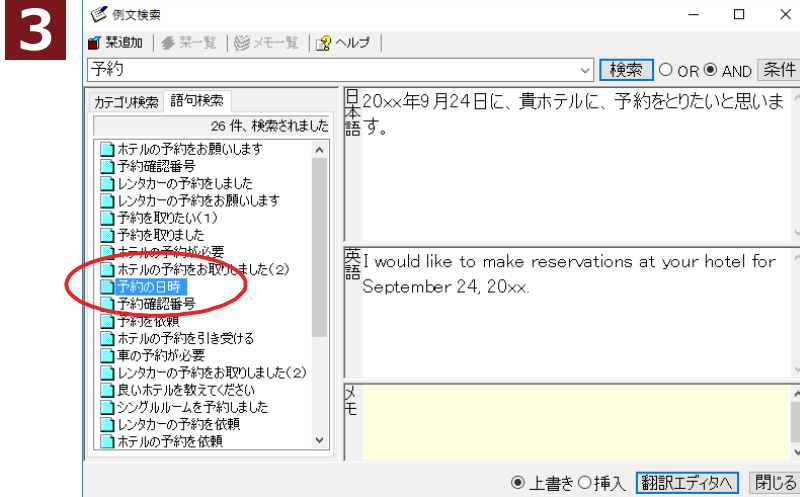 3
例文検索
栞追加 栞一覧 メモ一覧 ヘルプ
予約 検索 OR AND 条件
カテゴリ検索 語句検索
26 件、検索されました
ホテルの予約をお願いします
予約確認番号
レンタカーの予約をしました
レンタカーの予約をお願いします
予約を取りたい(1)
予約を取りました
ホテルの予約が必要
ホテルの予約をお取りしました(2)
予約の日時
予約確認番号
予約を依頼
ホテルの予約を引き受ける
車の予約が必要
レンタカーの予約をお取りしました(2)
良いホテルを教えてください
シングルルームを予約しました
レンタカーの予約を依頼
ホテルの予約を依頼
日本語
20xx年9月24日に、貴ホテルに、予約をとりたいと思いま
す。
英語
I would like to make reservations at your hotel for
September 24, 20xx.
メモ
上書き 挿入 翻訳エディタへ 閉じる